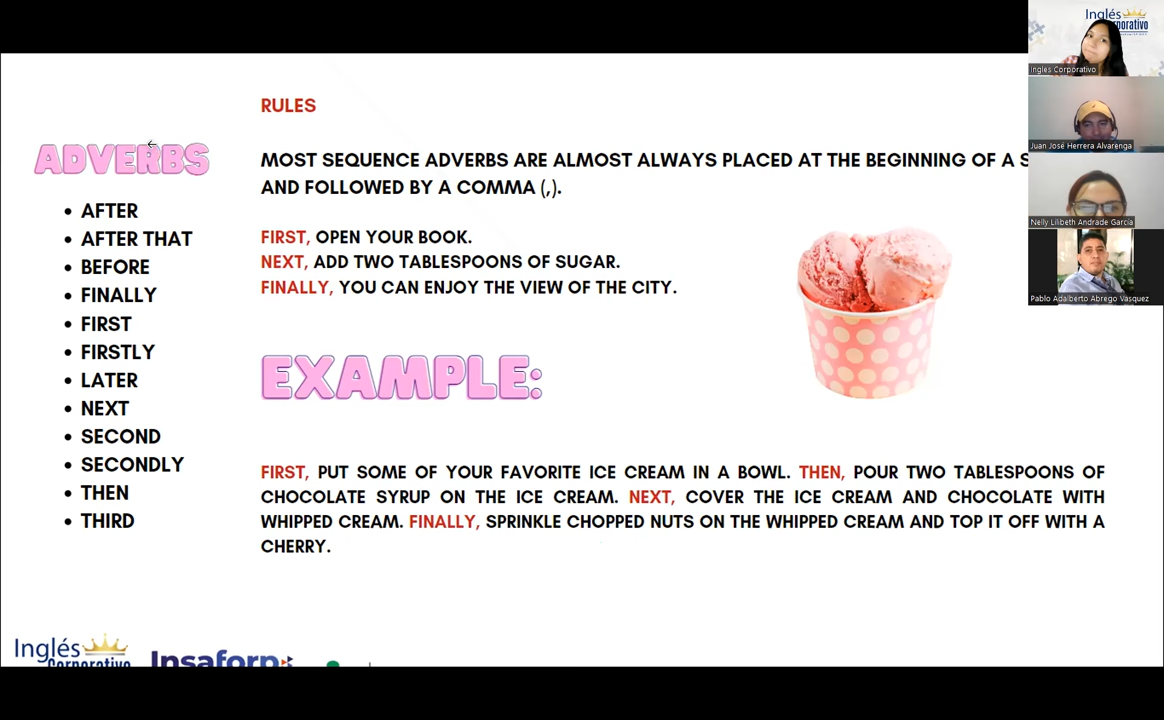 RULES
ADVERBS
MOST SEQUENCE ADVERBS ARE ALMOST ALWAYS PLACED AT THE BEGINNING OF A
AND FOLLOWED BY A COMMA (,).
AFTER
AFTER THAT
BEFORE
FINALLY
FIRST
FIRSTLY
LATER
NEXT
SECOND
SECONDLY
THEN
THIRD
FIRST, OPEN YOUR BOOK.
NEXT, ADD TWO TABLESPOONS OF SUGAR.
FINALLY, YOU CAN ENJOY THE VIEW OF THE CITY.
EXAMPLE:
FIRST, PUT SOME OF YOUR FAVORITE ICE CREAM IN A BOWL. THEN, POUR TWO TABLESPOONS OF
CHOCOLATE SYRUP ON THE ICE CREAM. NEXT, COVER THE ICE CREAM AND CHOCOLATE WITH
WHIPPED CREAM. FINALLY, SPRINKLE CHOPPED NUTS ON THE WHIPPED CREAM AND TOP IT OFF WITH A
CHERRY.
Inglés
Corporativo
Insaforp
Inglés
Ingles Corporativo
Juan José Herrera Alvarenga
Nelly Lilibeth Andrade García
Pablo Adalberto Abrego Vasquez